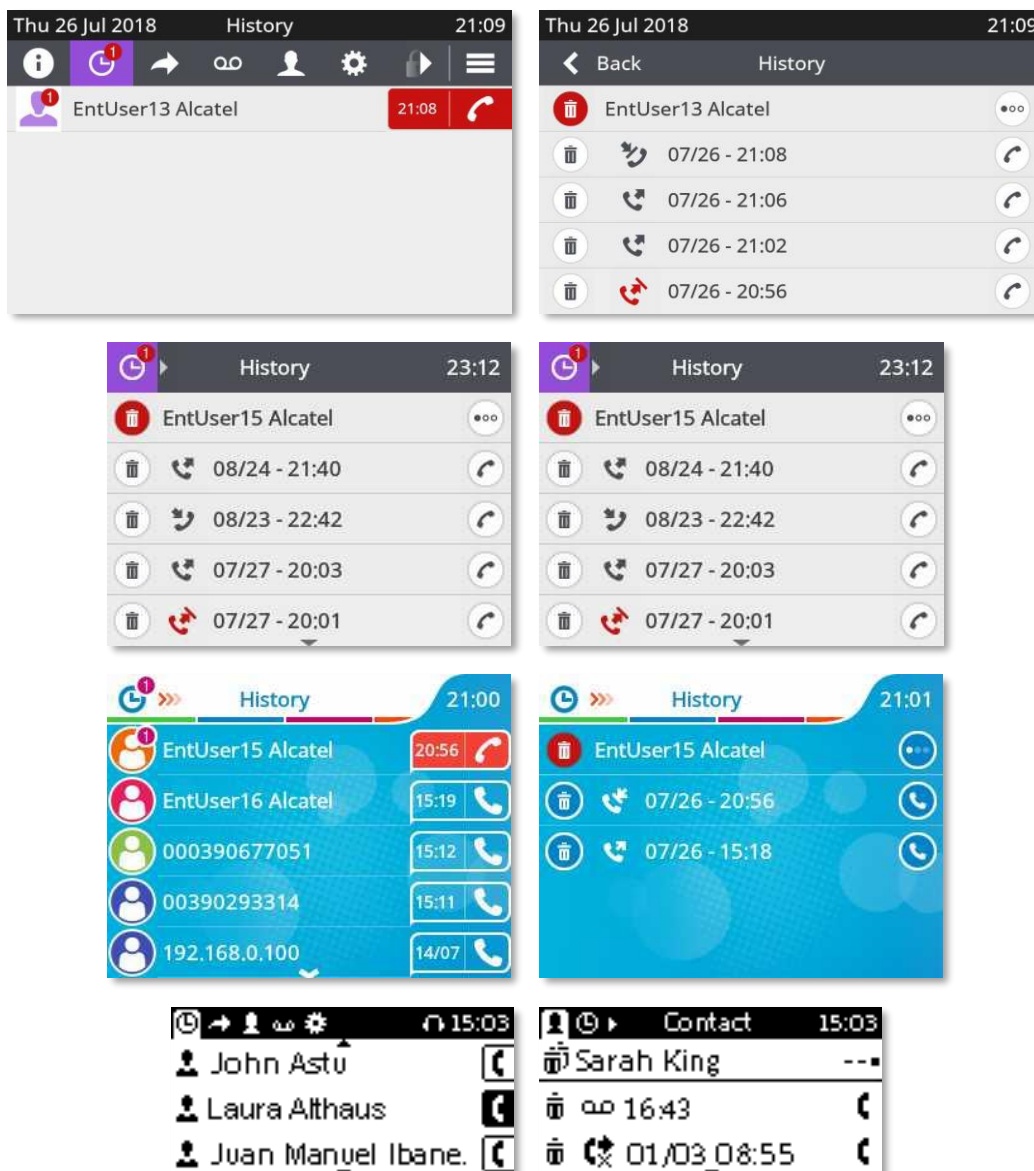 Thu 26 Jul 2018 History 21:09
1
1
EntUser13 Alcatel 21:08
Thu 26 Jul 2018 21:09
Back History
EntUser13 Alcatel
07/26 - 21:08
07/26 - 21:06
07/26 - 21:02
07/26 - 20:56
1 History 23:12
EntUser15 Alcatel
08/24 - 21:40
08/23 - 22:42
07/27 - 20:03
07/27 - 20:01
1 History 23:12
EntUser15 Alcatel
08/24 - 21:40
08/23 - 22:42
07/27 - 20:03
07/27 - 20:01
1 History 21:00
1
EntUser15 Alcatel 20:56
EntUser16 Alcatel 15:19
000390677051 15:12
00390293314 15:11
192.168.0.100 14/07
History 21:01
EntUser15 Alcatel
07/26 - 20:56
07/26 - 15:18
15:03
John Astu
Laura Althaus
Juan Manuel Ibane.
Contact 15:03
Sarah King
16:43
01/03 08:55